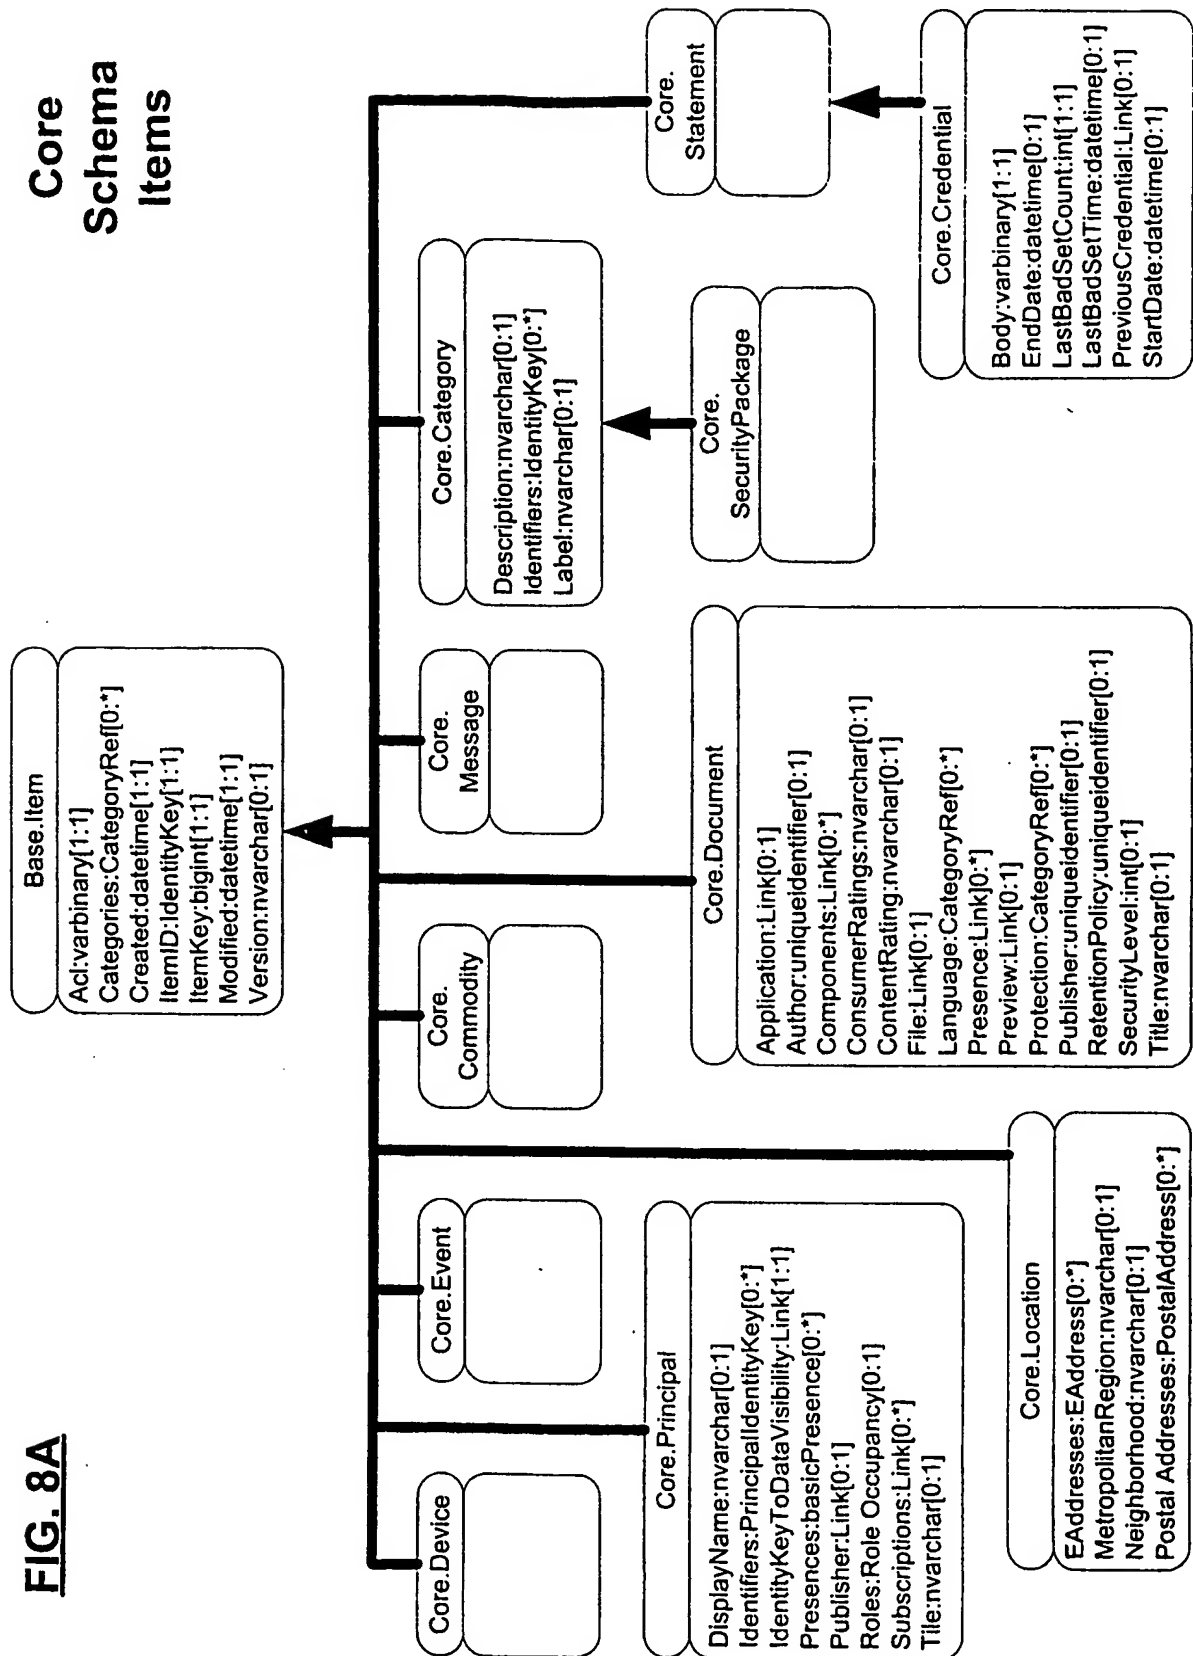 FIG. 8A
Core
Schema
Items
Base.Item
Acl:varbinary[1:1]
Categories:CategoryRef[0:*]
Created:datetime[1:1]
ItemID:IdentityKey[1:1]
ItemKey:bigint[1:1]
Modified:datetime[1:1]
Version:nvarchar[0:1]
Core.Device
Core.Event
Core.
Commodity
Core.
Message
Core.Category
Description:nvarchar[0:1]
Identifiers:IdentityKey[0:*]
Label:nvarchar[0:1]
Core.Principal
DisplayName:nvarchar[0:1]
Identifiers:PrincipalIdentityKey[0:*]
IdentityKeyToDataVisibility:Link[1:1]
Presences:basicPresence[0:*]
Publisher:Link[0:1]
Roles:Role Occupancy[0:1]
Subscriptions:Link[0:*]
Tile:nvarchar[0:1]
Core.Document
Application:Link[0:1]
Author:uniqueidentifier[0:1]
Components:Link[0:*]
ConsumerRatings:nvarchar[0:1]
ContentRating:nvarchar[0:1]
File:Link[0:1]
Language:CategoryRef[0:*]
Presence:Link]0:*]
Preview:Link[0:1]
Protection:CategoryRef[0:*]
Publisher:uniqueidentifier[0:1]
RetentionPolicy:uniqueidentifier[0:1]
SecurityLevel:int[0:1]
Title:nvarchar[0:1]
Core.
SecurityPackage
Core.
Statement
Core.Location
EAddresses:EAddress[0:*]
MetropolitanRegion:nvarchar[0:1]
Neighborhood:nvarchar[0:1]
Postal Addresses:PostalAddress[0:*]
Core.Credential
Body:varbinary[1:1]
EndDate:datetime[0:1]
LastBadSetCount:int[1:1]
LastBadSetTime:datetime[0:1]
PreviousCredential:Link[0:1]
StartDate:datetime[0:1]